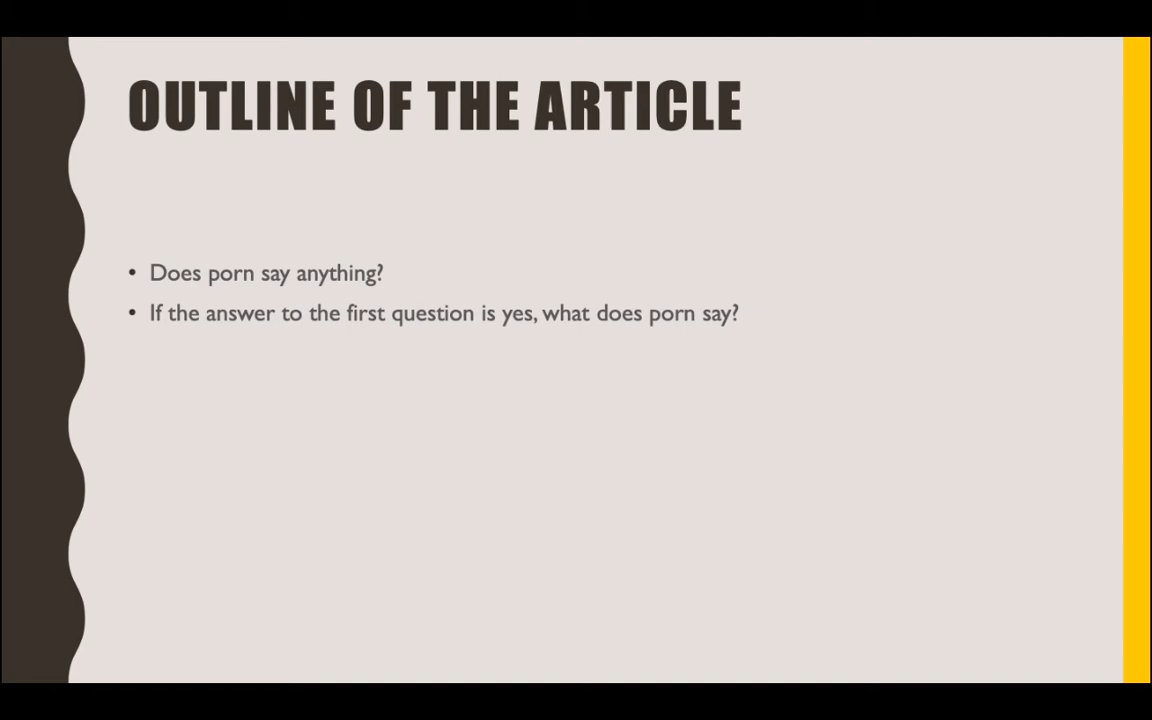 OUTLINE OF THE ARTICLE
• Does porn say anything?
• If the answer to the first question is yes, what does porn say?